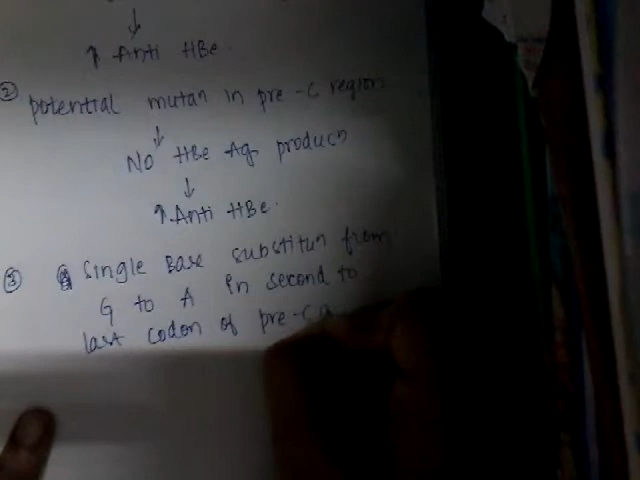 ↓
↑ Anti HBe
② potential mutan in pre-C region
↓
No HBe Ag producn
↓
↑ Anti HBe.
③ Single Base substitun from
G to A in second to
last codon of pre-C